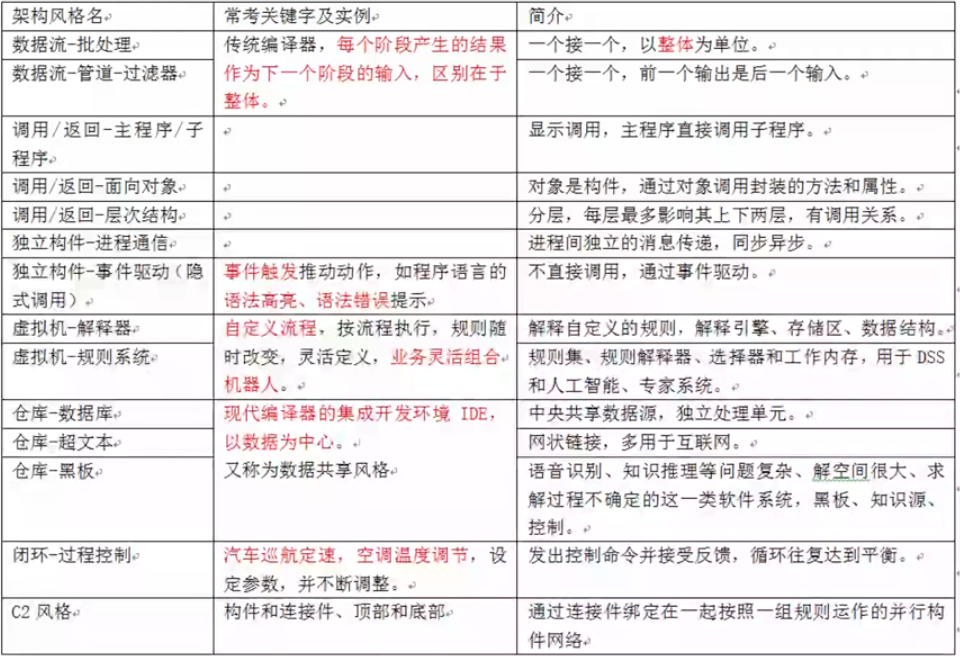 架构风格名
常考关键字及实例
简介
数据流-批处理
传统编译器，每个阶段产生的结果
作为下一个阶段的输入，区别在于
整体。
一个接一个，以整体为单位。
数据流-管道-过滤器
一个接一个，前一个输出是后一个输入。
调用/返回-主程序/子
程序
显示调用，主程序直接调用子程序。
调用/返回-面向对象
对象是构件，通过对象调用封装的方法和属性。
调用/返回-层次结构
分层，每层最多影响其上下两层，有调用关系。
独立构件-进程通信
进程间独立的消息传递，同步异步。
独立构件-事件驱动（隐
式调用）
事件触发推动动作，如程序语言的
语法高亮、语法错误提示
不直接调用，通过事件驱动。
虚拟机-解释器
自定义流程，按流程执行，规则随
时改变，灵活定义，业务灵活组合
机器人。
解释自定义的规则，解释引擎、存储区、数据结构。
虚拟机-规则系统
规则集、规则解释器、选择器和工作内存，用于 DSS
和人工智能、专家系统。
仓库-数据库
现代编译器的集成开发环境 IDE，
以数据为中心。
又称为数据共享风格
中央共享数据源，独立处理单元。
仓库-超文本
网状链接，多用于互联网。
仓库-黑板
语音识别、知识推理等问题复杂、解空间很大、求
解过程不确定的这一类软件系统，黑板、知识源、
控制。
闭环-过程控制
汽车巡航定速，空调温度调节，设
定参数，并不断调整。
发出控制命令并接受反馈，循环往复达到平衡。
C2 风格
构件和连接件、顶部和底部
通过连接件绑定在一起按照一组规则运作的并行构
件网络